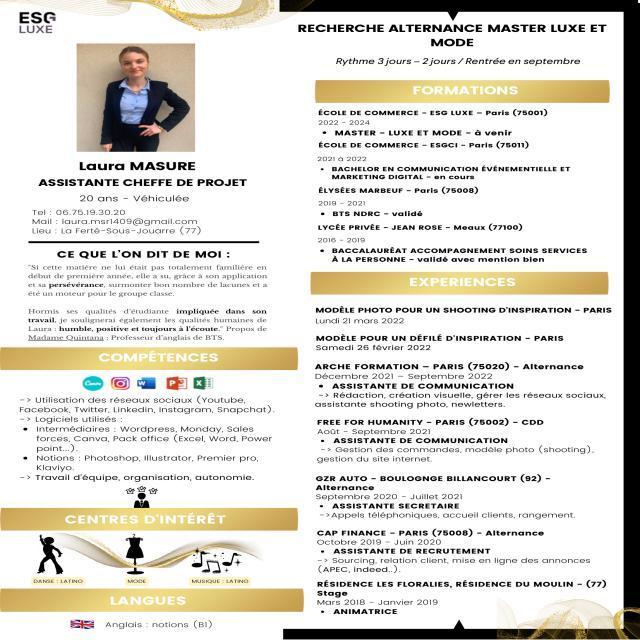 ESG
LUXE
Laura MASURE
ASSISTANTE CHEFFE DE PROJET
20 ans - Véhiculée
Tel : 06.75.19.30.20
Mail : laura.msr1409@gmail.com
Lieu : La Ferté-Sous-Jouarre (77)
CE QUE L'ON DIT DE MOI :
"Si cette matière ne lui était pas totalement familière en
début de première année, elle a su, grâce à son application
et sa persévérance, surmonter bon nombre de lacunes et a
été un moteur pour le groupe classe.
Hormis ses qualités d'étudiante impliquée dans son
travail, je soulignerai également les qualités humaines de
Laura : humble, positive et toujours à l'écoute." Propos de
Madame Quintana : Professeur d'anglais de BTS.
COMPÉTENCES
Canva
-> Utilisation des réseaux sociaux (Youtube,
Facebook, Twitter, Linkedin, Instagram, Snapchat).
-> Logiciels utilisés :
• Intermédiaires : Wordpress, Monday, Sales
forces, Canva, Pack office (Excel, Word, Power
point...).
• Notions : Photoshop, Illustrator, Premier pro,
Klaviyo.
-> Travail d'équipe, organisation, autonomie.
CENTRES D'INTÉRÊT
DANSE : LATINO
MODE
MUSIQUE : LATINO
LANGUES
Anglais : notions (B1)
RECHERCHE ALTERNANCE MASTER LUXE ET
MODE
Rythme 3 jours – 2 jours / Rentrée en septembre
FORMATIONS
ÉCOLE DE COMMERCE - ESG LUXE – Paris (75001)
2022 - 2024
• MASTER - LUXE ET MODE - à venir
ÉCOLE DE COMMERCE - ESGCI - Paris (75011)
2021 à 2022
• BACHELOR EN COMMUNICATION ÉVÉNEMENTIELLE ET
MARKETING DIGITAL - en cours
ÉLYSÉES MARBEUF - Paris (75008)
2019 - 2021
• BTS NDRC - validé
LYCÉE PRIVÉE - JEAN ROSE - Meaux (77100)
2016 - 2019
• BACCALAURÉAT ACCOMPAGNEMENT SOINS SERVICES
À LA PERSONNE - validé avec mention bien
EXPERIENCES
MODÈLE PHOTO POUR UN SHOOTING D'INSPIRATION - PARIS
Lundi 21 mars 2022
MODÈLE POUR UN DÉFILÉ D'INSPIRATION - PARIS
Samedi 26 février 2022
ARCHE FORMATION – PARIS (75020) - Alternance
Décembre 2021 – Septembre 2022
• ASSISTANTE DE COMMUNICATION
-> Rédaction, création visuelle, gérer les réseaux sociaux,
assistante shooting photo, newletters.
FREE FOR HUMANITY - PARIS (75002) - CDD
Août - Septembre 2021
• ASSISTANTE DE COMMUNICATION
-> Gestion des commandes, modèle photo (shooting),
gestion du site internet.
GZR AUTO - BOULOGNGE BILLANCOURT (92) -
Alternance
Septembre 2020 - Juillet 2021
• ASSISTANTE SECRETAIRE
->Appels téléphoniques, accueil clients, rangement.
CAP FINANCE - PARIS (75008) - Alternance
Octobre 2019 - Juin 2020
• ASSISTANTE DE RECRUTEMENT
-> Sourcing, relation client, mise en ligne des annonces
(APEC, indeed..).
RÉSIDENCE LES FLORALIES, RÉSIDENCE DU MOULIN - (77)
Stage
Mars 2018 - Janvier 2019
• ANIMATRICE